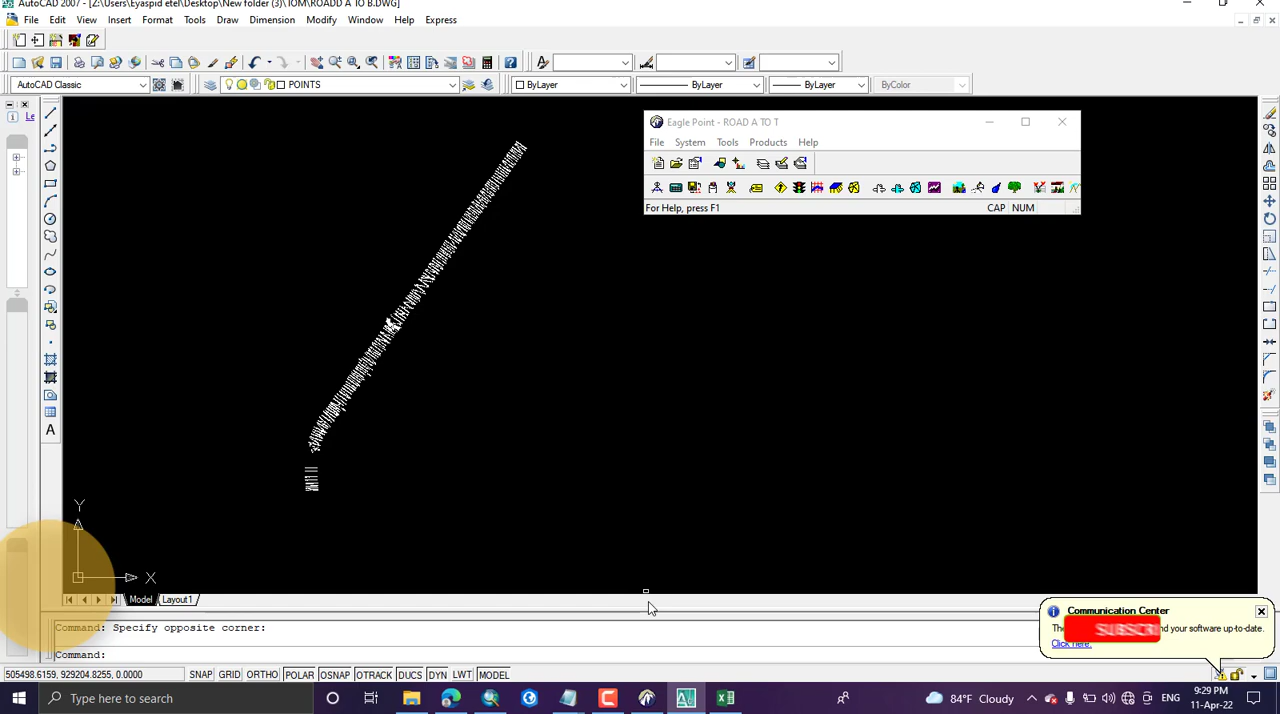 AutoCAD 2007 - [Z:\Users\Eyaspid etel\Desktop\New folder (3)\TOM\ROADD A TO B.DWG]
File Edit View Insert Format Tools Draw Dimension Modify Window Help Express
AutoCAD Classic POINTS ByLayer ByLayer ByLayer ByColor
Le
Eagle Point - ROAD A TO T
File System Tools Products Help
For Help, press F1 CAP NUM
Y
X
Model Layout1
Command: Specify opposite corner:
Command:
Communication Center
The
SUBSCRI
nd your software up-to-date.
Click here.
505498.6159, 929204.8255, 0.0000 SNAP GRID ORTHO POLAR OSNAP OTRACK DUCS DYN LWT MODEL
Type here to search
84°F Cloudy ENG
9:29 PM
11-Apr-22